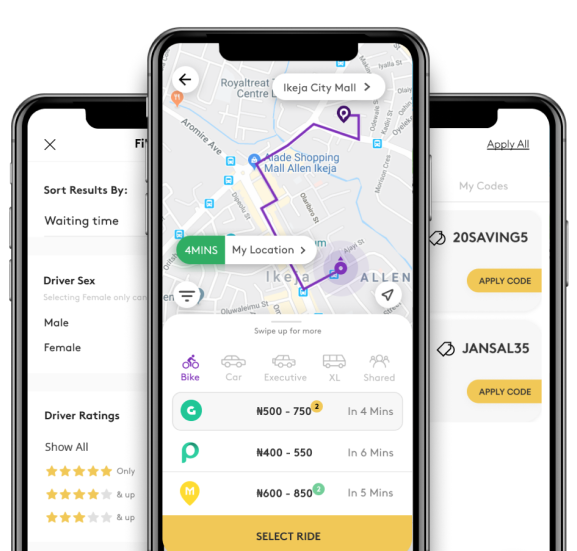 Fi
Sort Results By:
Waiting time
Driver Sex
Selecting Female only can
Male
Female
Driver Ratings
Show All
Only
& up
& up
Ikeja City Mall >
Royaltreat
Centre
Iyalla St
Aromire Ave
Alade Shopping
Mall Allen Ikeja
4MINS
My Location >
Ikeja
ALLEN
Swipe up for more
Bike
Car
Executive
XL
Shared
G
₦500 - 750
2
In 4 Mins
₦400 - 550
In 6 Mins
M
₦600 - 850
2
In 5 Mins
SELECT RIDE
Apply All
My Codes
20SAVING5
APPLY CODE
JANSAL35
APPLY CODE